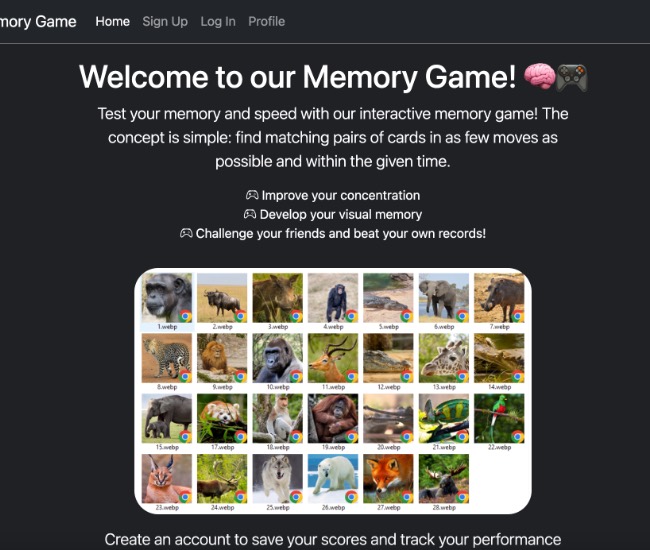 mory Game Home Sign Up Log In Profile
Welcome to our Memory Game! 🧠🎮
Test your memory and speed with our interactive memory game! The
concept is simple: find matching pairs of cards in as few moves as
possible and within the given time.
🎮 Improve your concentration
🎮 Develop your visual memory
🎮 Challenge your friends and beat your own records!
1.webp 2.webp 3.webp 4.webp 5.webp 6.webp 7.webp
8.webp 9.webp 10.webp 11.webp 12.webp 13.webp 14.webp
15.webp 17.webp 18.webp 19.webp 20.webp 21.webp 22.webp
23.webp 24.webp 25.webp 26.webp 27.webp 28.webp
Create an account to save your scores and track your performance